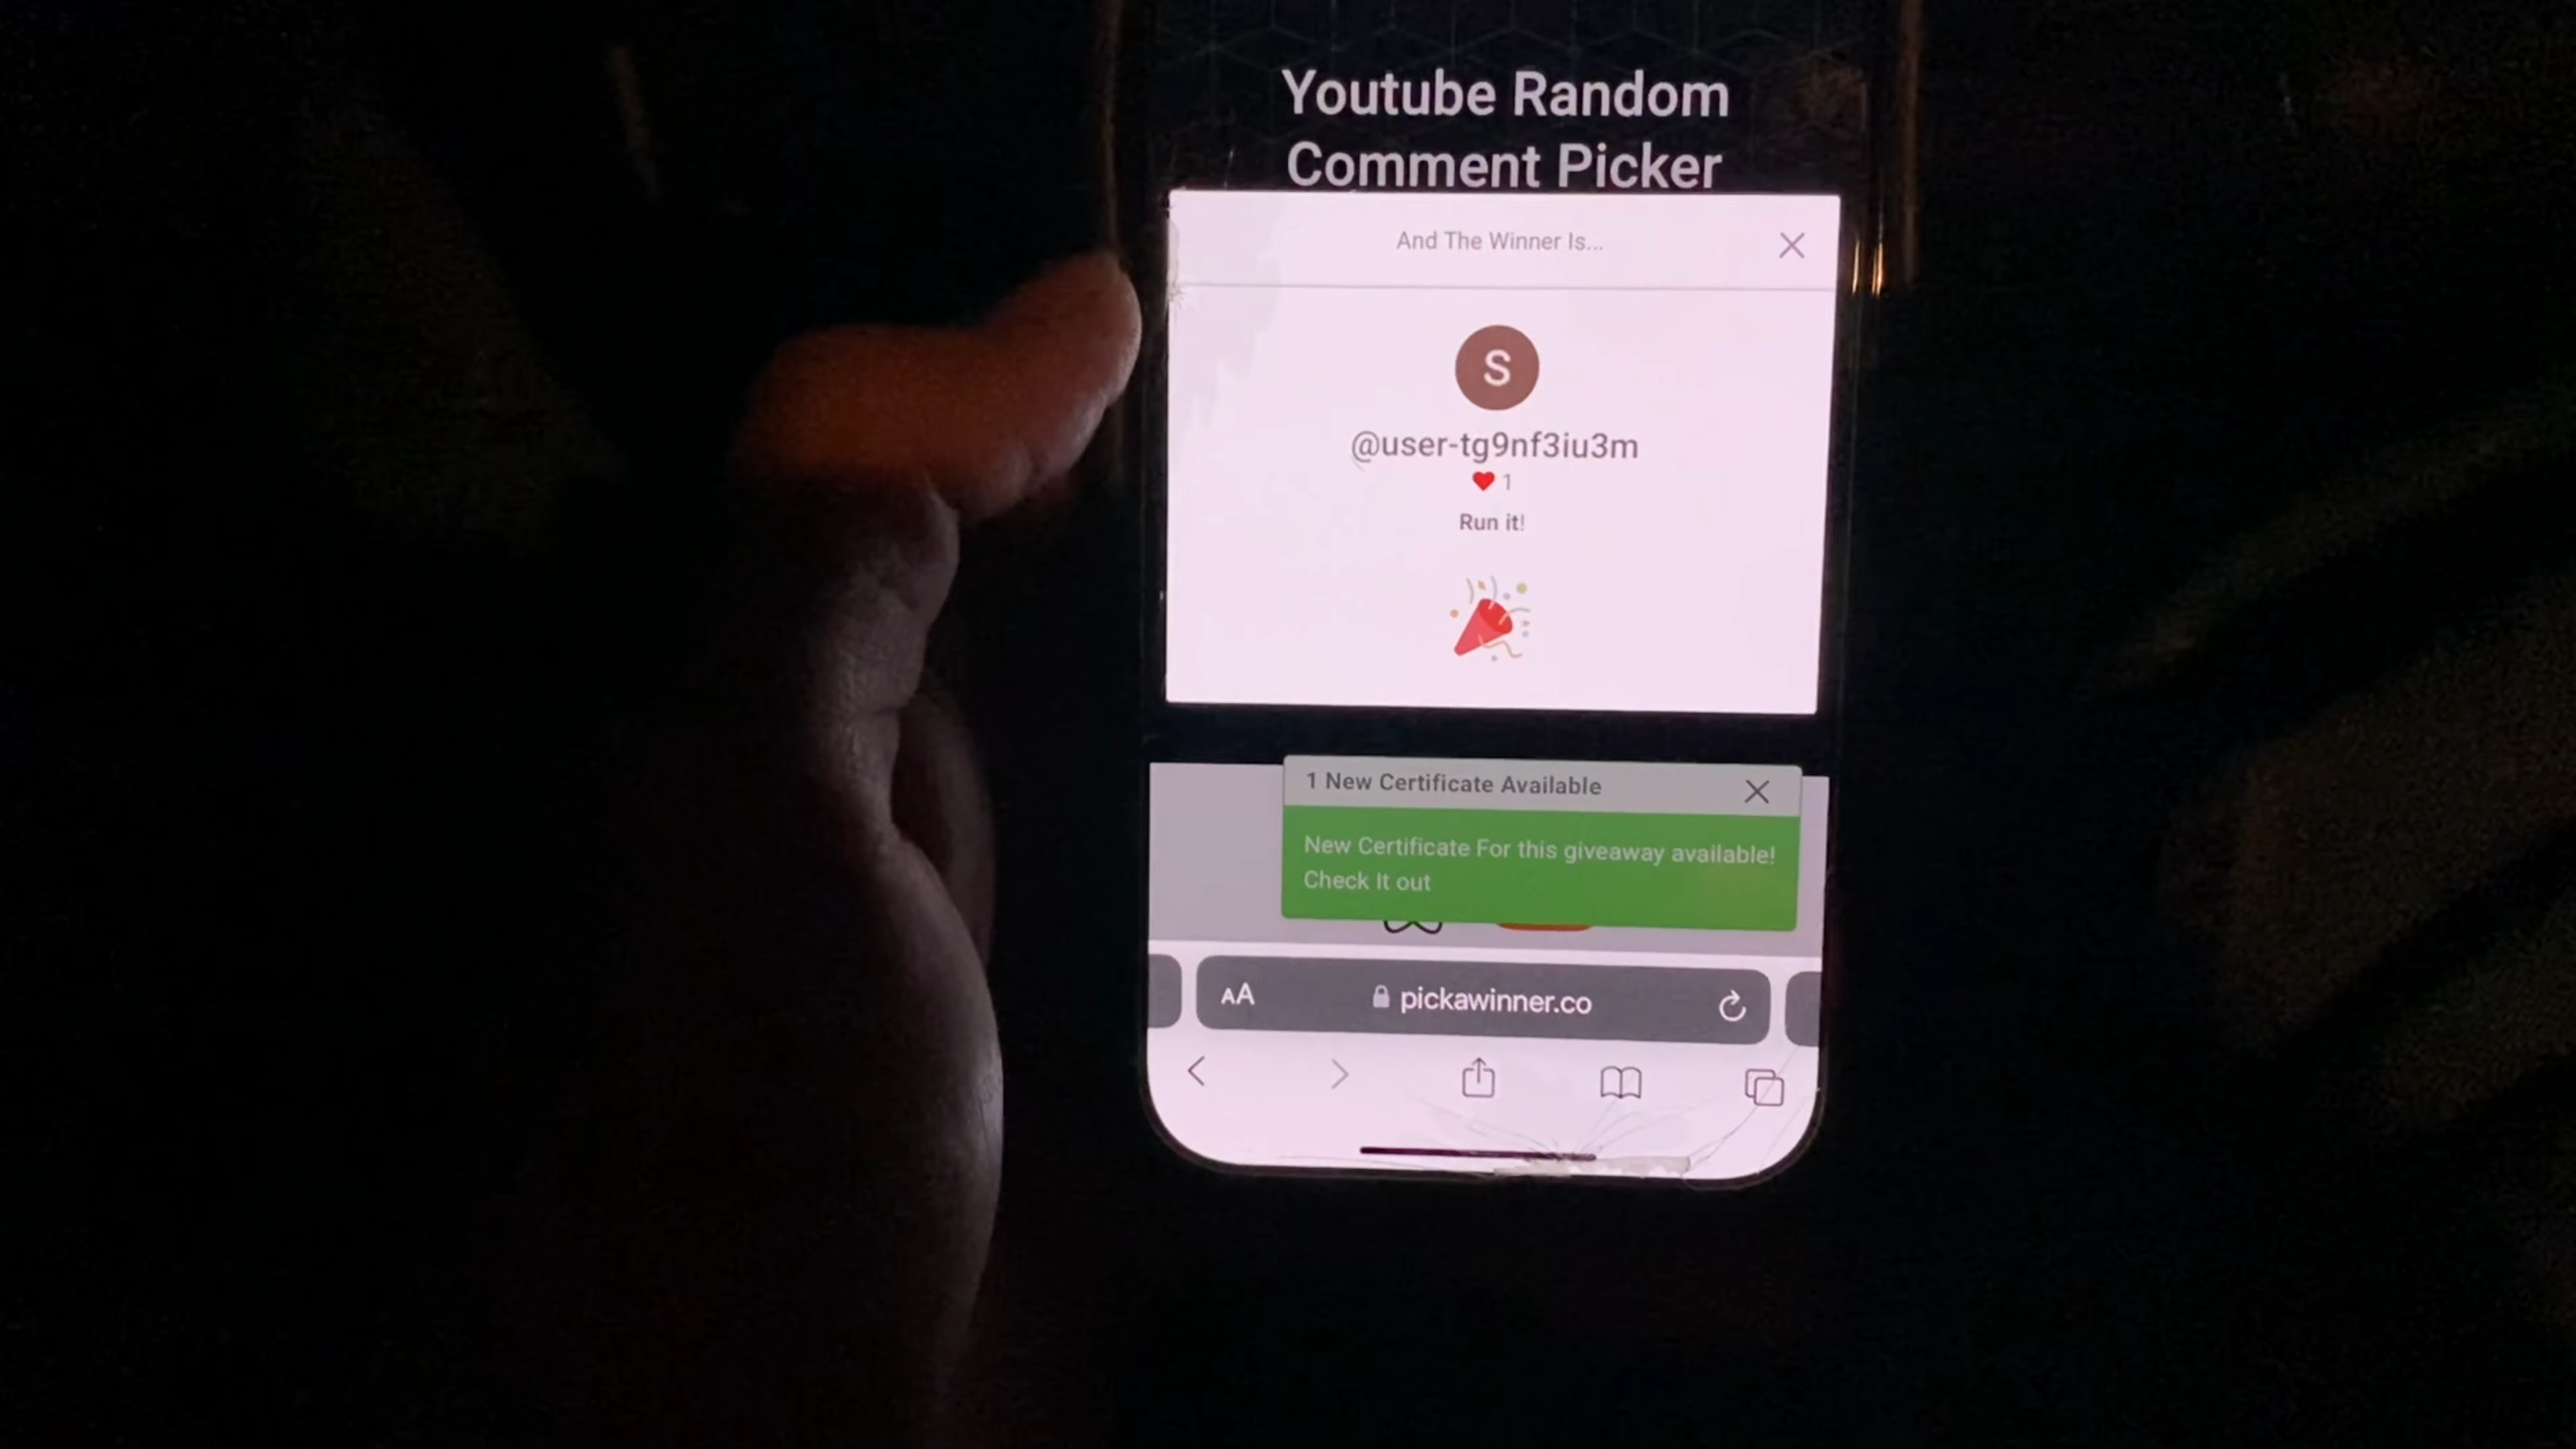 Youtube Random
Comment Picker
And The Winner Is...
S
@user-tg9nf3iu3m
1
Run it!
1 New Certificate Available
New Certificate For this giveaway available!
Check It out
AA
pickawinner.co